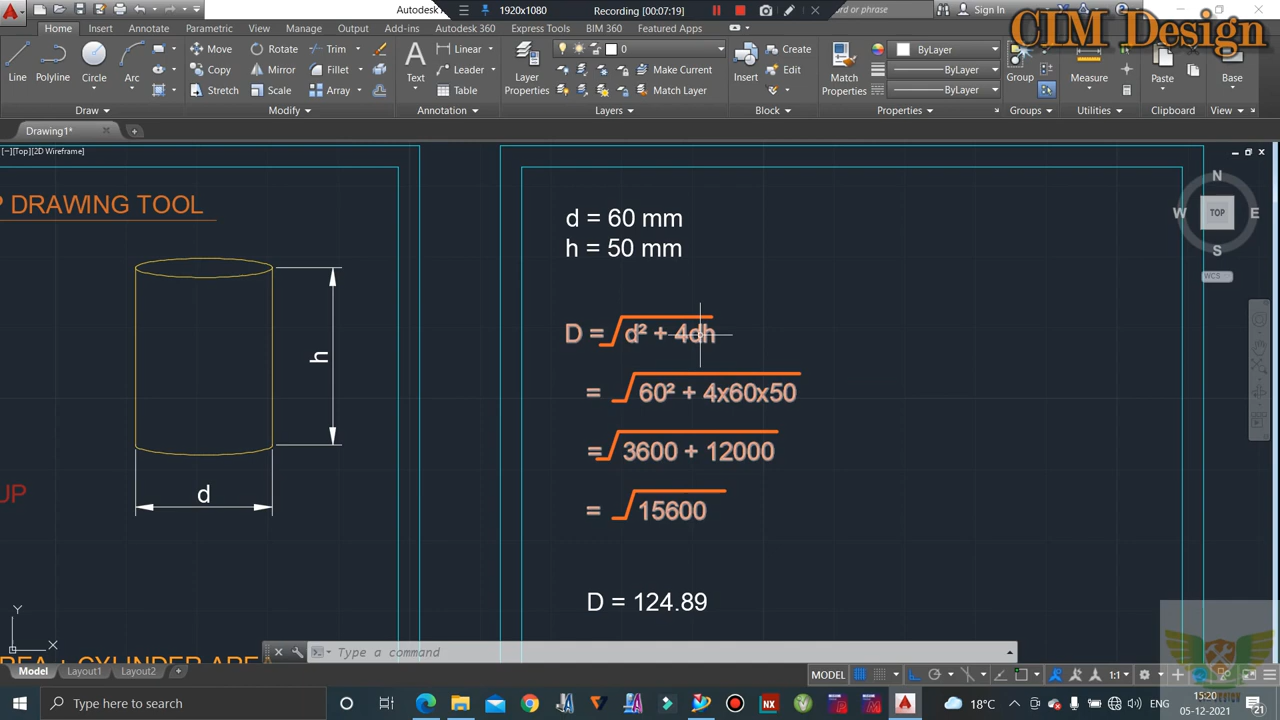 Autodesk
1920x1080
Recording [00:07:19]
or phrase
Sign In
CIM Design
Home Insert Annotate Parametric View Manage Output Add-ins Autodesk 360 Express Tools BIM 360 Featured Apps
Line Polyline Circle Arc
Move Rotate Trim
Copy Mirror Fillet
Stretch Scale Array
Text Linear
Leader
Table
Layer Properties
0
Make Current
Match Layer
Insert Create
Edit
Match Properties
ByLayer
ByLayer
ByLayer
Group Measure Paste Base
Draw Modify Annotation Layers Block Properties Groups Utilities Clipboard View
Drawing1*
[−][Top][2D Wireframe]
N
W TOP E
S
WCS
P DRAWING TOOL
h
d
UP
d = 60 mm
h = 50 mm
D = √d² + 4dh
= √60² + 4x60x50
= √3600 + 12000
= √15600
D = 124.89
Y
X
Type a command
Model Layout1 Layout2 +
MODEL 1:1
Type here to search
NX
18°C
ENG
15:20
05-12-2021
21